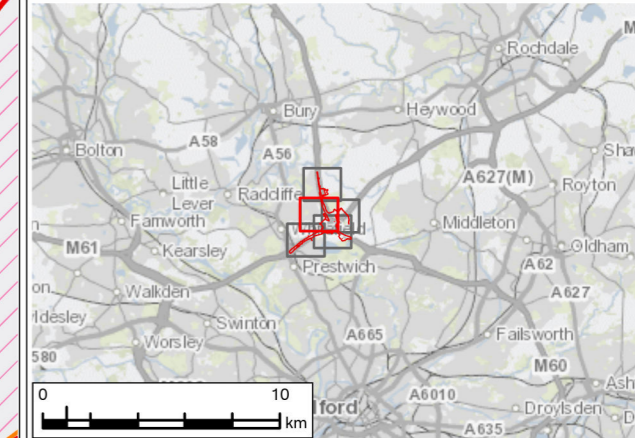 Rochdale
Bury
Heywood
A58
Bolton
A56
A627(M)
Little
Lever
Radcliffe
Royton
Farnworth
Middleton
M61
Kearsley
Oldham
Prestwich
A62
Walkden
A627
Swinton
A665
Failsworth
Worsley
580
M60
0
10
km
A6010
Droylsden
A635